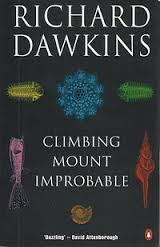 RICHARD
DAWKINS
CLIMBING
MOUNT
IMPROBABLE
'Dazzling' – David Attenborough